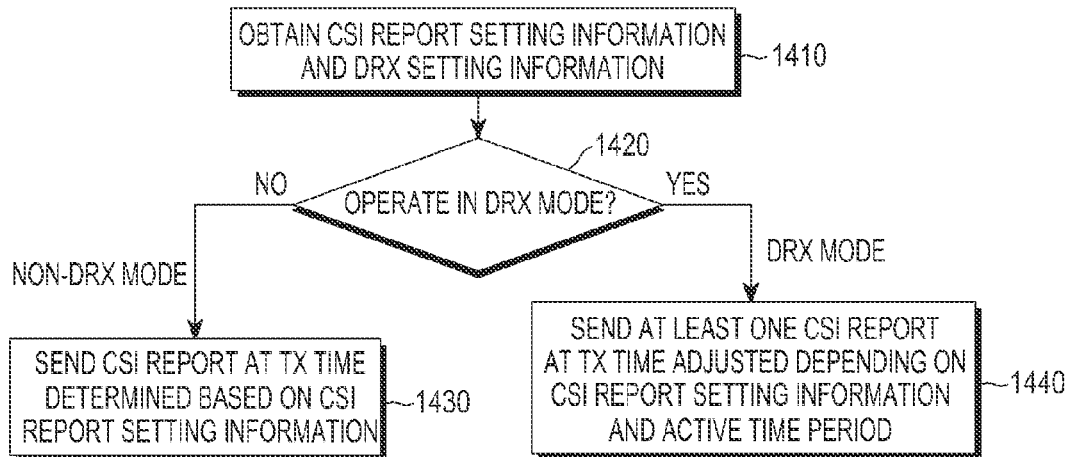 OBTAIN CSI REPORT SETTING INFORMATION
AND DRX SETTING INFORMATION
1410
1420
NO
OPERATE IN DRX MODE?
YES
NON-DRX MODE
DRX MODE
SEND CSI REPORT AT TX TIME
DETERMINED BASED ON CSI
REPORT SETTING INFORMATION
1430
SEND AT LEAST ONE CSI REPORT
AT TX TIME ADJUSTED DEPENDING ON
CSI REPORT SETTING INFORMATION
AND ACTIVE TIME PERIOD
1440